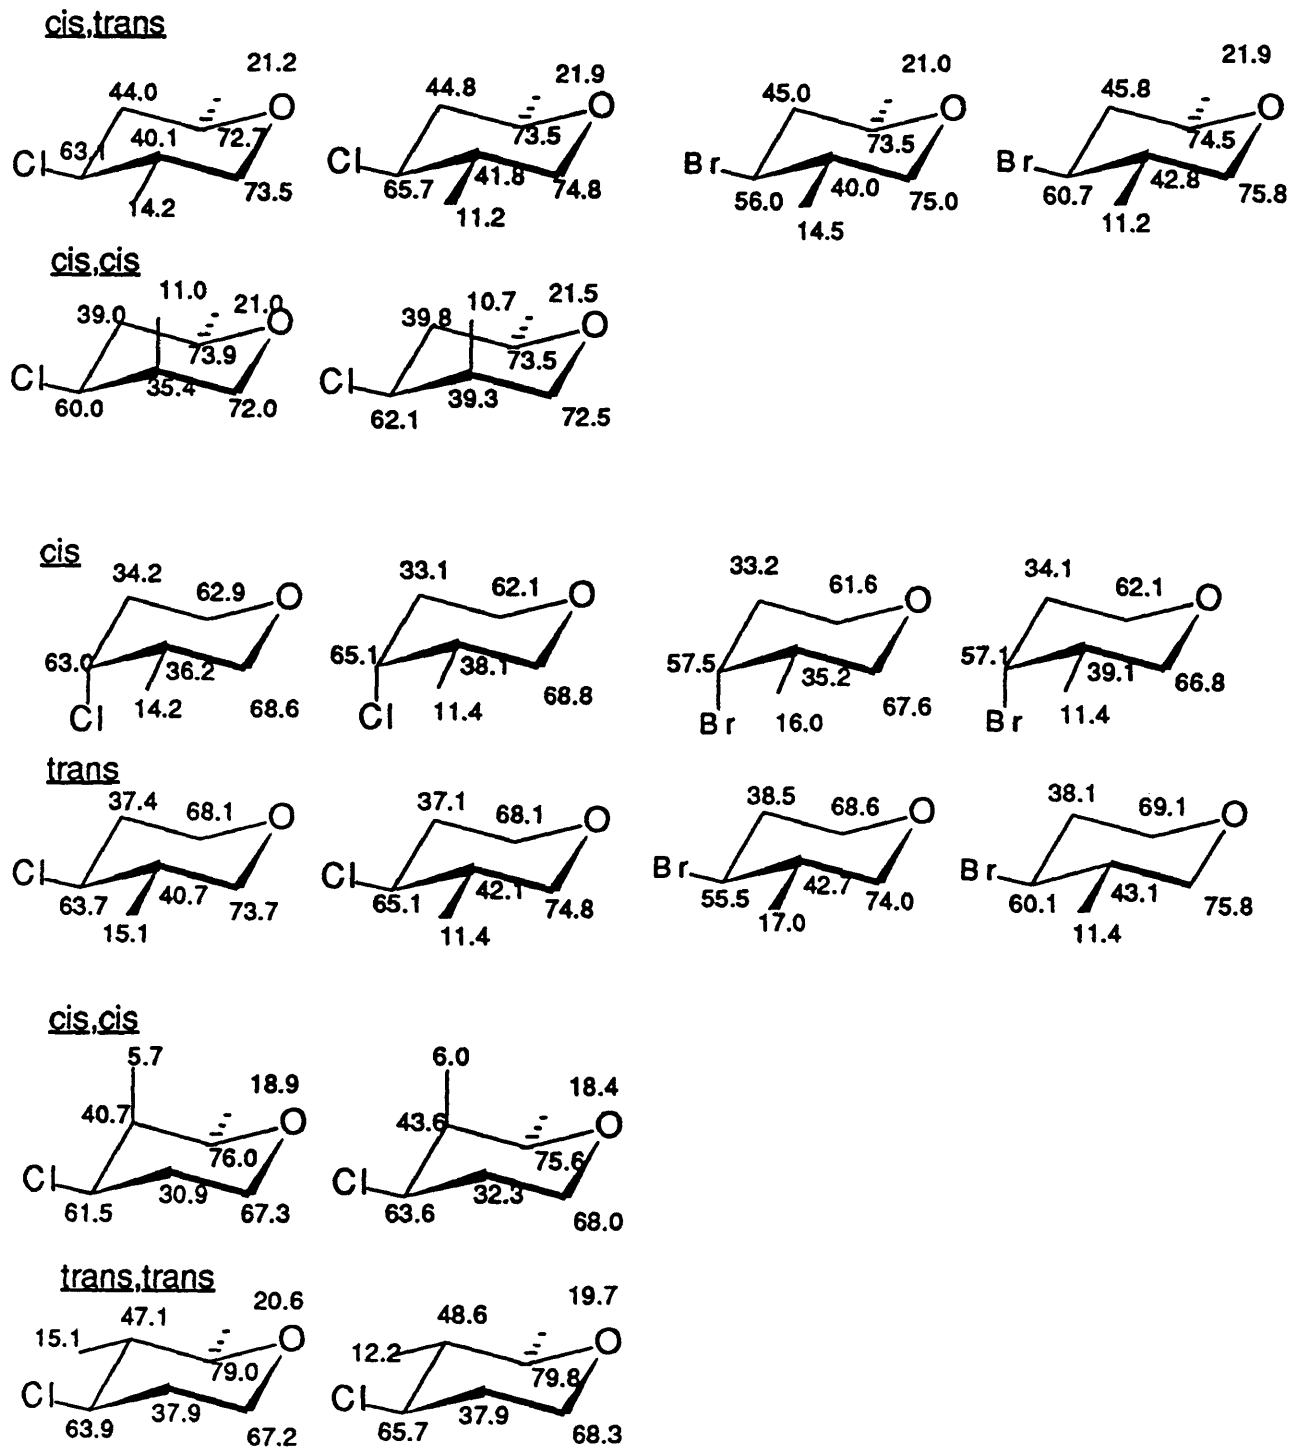 cis,trans
21.2 21.9 21.0 21.9
44.0 44.8 45.0 45.8
O O O O
63.1 40.1 72.7 73.5 73.5 74.5
Cl Cl Br Br
73.5 65.7 41.8 74.8 56.0 40.0 75.0 60.7 42.8 75.8
14.2 11.2 14.5 11.2
cis,cis
11.0 21.0 10.7 21.5
39.0 O 39.8 O
73.9 73.5
Cl Cl
60.0 35.4 72.0 62.1 39.3 72.5
cis
34.2 62.9 O 33.1 62.1 O 33.2 61.6 O 34.1 62.1 O
63.0 36.2 65.1 38.1 57.5 35.2 57.1 39.1
Cl 14.2 68.6 Cl 11.4 68.8 Br 16.0 67.6 Br 11.4 66.8
trans
37.4 68.1 O 37.1 68.1 O 38.5 68.6 O 38.1 69.1 O
Cl Cl Br Br
63.7 40.7 73.7 65.1 42.1 74.8 55.5 42.7 74.0 60.1 43.1 75.8
15.1 11.4 17.0 11.4
cis,cis
5.7 6.0
18.9 18.4
40.7 O 43.6 O
76.0 75.6
Cl Cl
61.5 30.9 67.3 63.6 32.3 68.0
trans,trans
47.1 20.6 48.6 19.7
15.1 O 12.2 O
79.0 79.8
Cl Cl
63.9 37.9 67.2 65.7 37.9 68.3